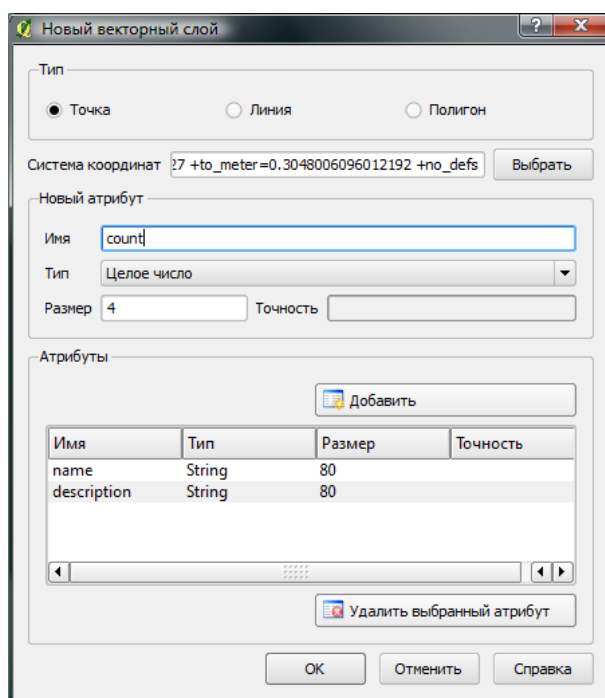 Новый векторный слой
Тип
Точка Линия Полигон
Система координат 27 +to_meter=0.3048006096012192 +no_defs Выбрать
Новый атрибут
Имя count
Тип Целое число
Размер 4 Точность
Атрибуты
Добавить
Имя Тип Размер Точность
name String 80
description String 80
Удалить выбранный атрибут
OK Отменить Справка